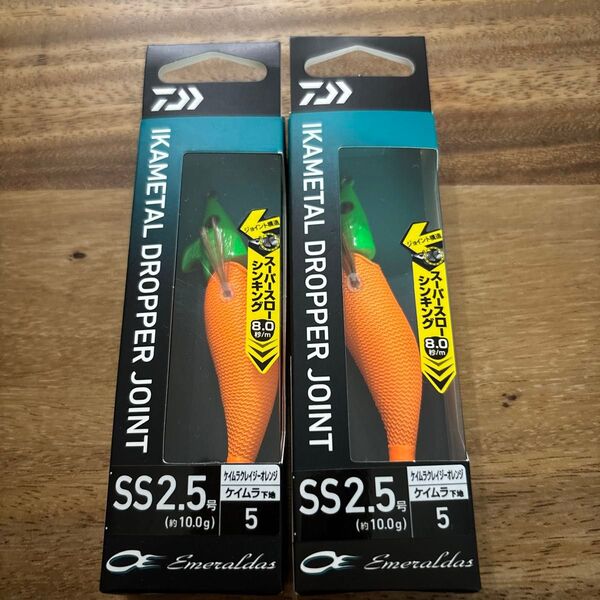 IKAMETAL DROPPER JOINT
ジョイント構造
スーパースロー
シンキング
8.0
秒/m
SS2.5号
(約10.0g)
ケイムラクレイジーオレンジ
ケイムラ下地
5
Emeraldas
IKAMETAL DROPPER JOINT
ジョイント構造
スーパースロー
シンキング
8.0
秒/m
SS2.5号
(約10.0g)
ケイムラクレイジーオレンジ
ケイムラ下地
5
Emeraldas